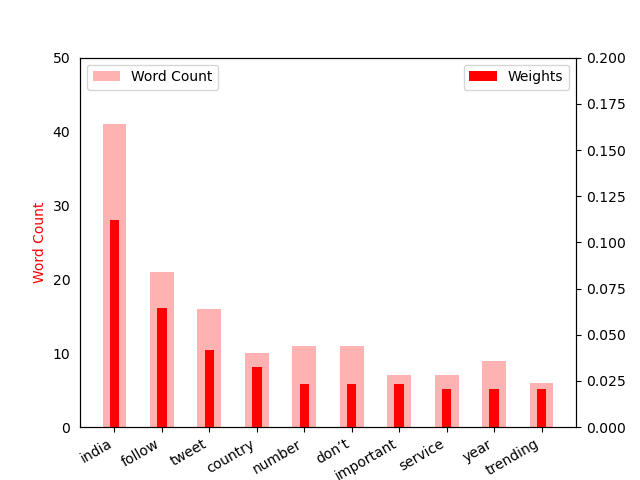 Word Count
Weights
50
40
30
20
10
0
Word Count
0.200
0.175
0.150
0.125
0.100
0.075
0.050
0.025
0.000
india
follow
tweet
country
number
don’t
important
service
year
trending